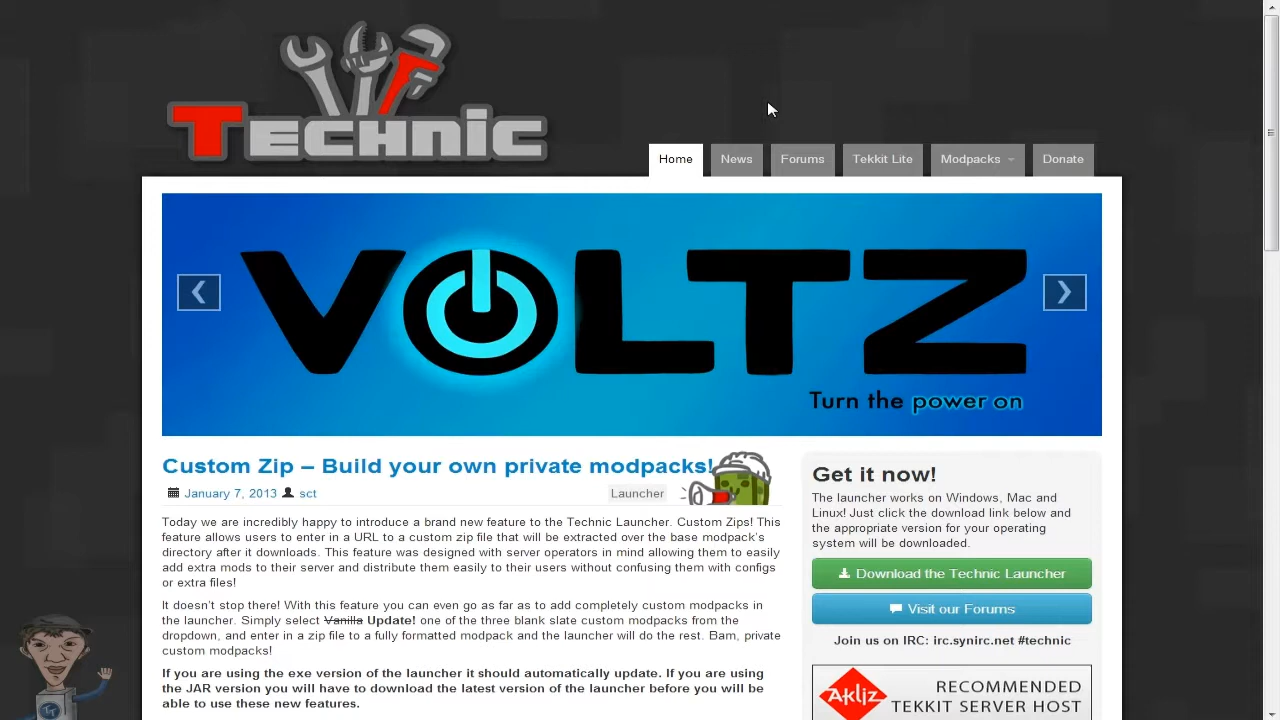 TECHNIC
Home
News
Forums
Tekkit Lite
Modpacks
Donate
VOLTZ
Turn the power on
Custom Zip – Build your own private modpacks!
January 7, 2013 sct
Launcher
Today we are incredibly happy to introduce a brand new feature to the Technic Launcher. Custom Zips! This
feature allows users to enter in a URL to a custom zip file that will be extracted over the base modpack's
directory after it downloads. This feature was designed with server operators in mind allowing them to easily
add extra mods to their server and distribute them easily to their users without confusing them with configs
or extra files!
It doesn't stop there! With this feature you can even go as far as to add completely custom modpacks in
the launcher. Simply select Vanilla Update! one of the three blank slate custom modpacks from the
dropdown, and enter in a zip file to a fully formatted modpack and the launcher will do the rest. Bam, private
custom modpacks!
If you are using the exe version of the launcher it should automatically update. If you are using
the JAR version you will have to download the latest version of the launcher before you will be
able to use these new features.
Get it now!
The launcher works on Windows, Mac and
Linux! Just click the download link below and
the appropriate version for your operating
system will be downloaded.
Download the Technic Launcher
Visit our Forums
Join us on IRC: irc.synirc.net #technic
AKLIZ
RECOMMENDED
TEKKIT SERVER HOST